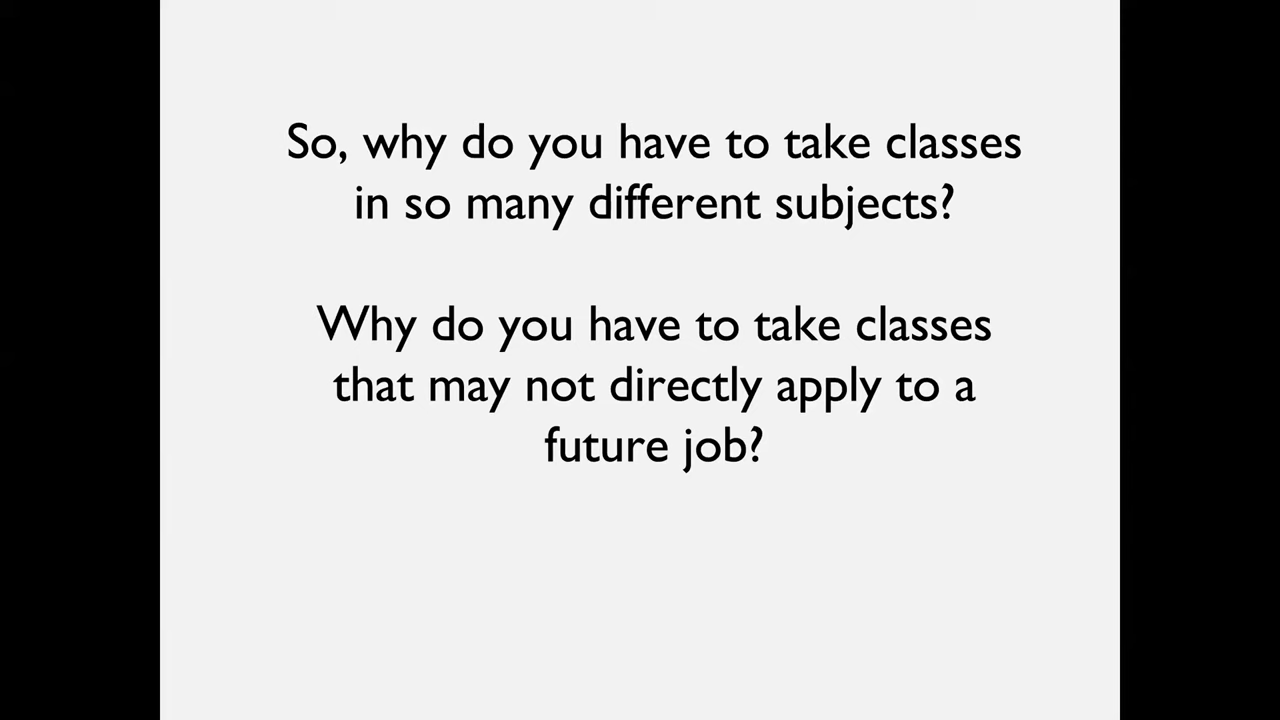 So, why do you have to take classes
in so many different subjects?
Why do you have to take classes
that may not directly apply to a
future job?